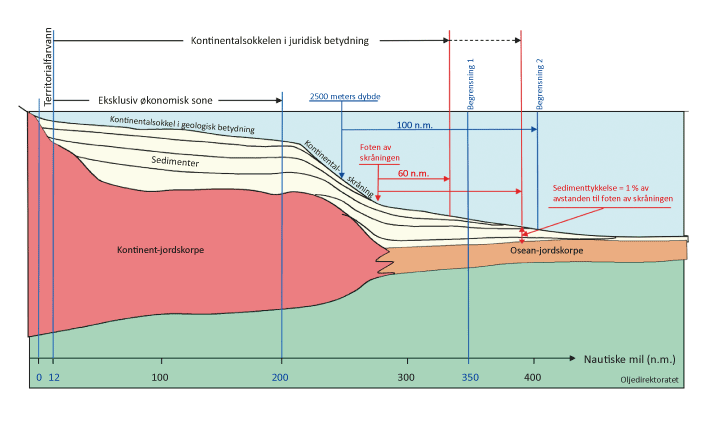 Territorialfarvann
Kontinentalsokkelen i juridisk betydning
Begrensning 1
Begrensning 2
Eksklusiv økonomisk sone
2500 meters dybde
Kontinentalsokkel i geologisk betydning
100 n.m.
Kontinental-
skråning
Foten av
skråningen
Sedimenter
60 n.m.
Sedimenttykkelse = 1 % av
avstanden til foten av skråningen
Kontinent-jordskorpe
Osean-jordskorpe
Nautiske mil (n.m.)
0 12 100 200 300 350 400
Oljedirektoratet